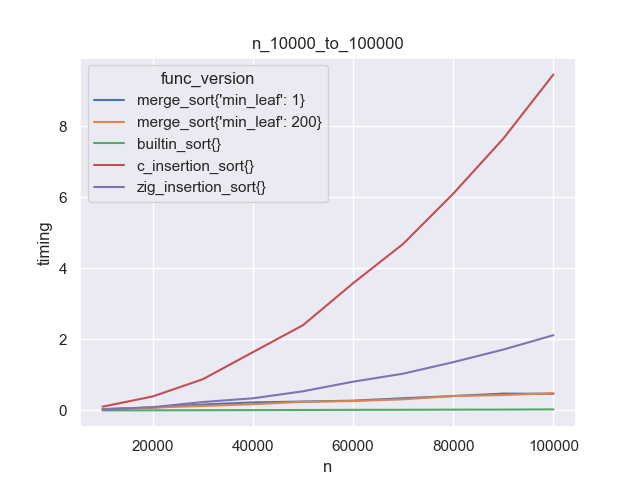 n_10000_to_100000
func_version
merge_sort{'min_leaf': 1}
merge_sort{'min_leaf': 200}
builtin_sort{}
c_insertion_sort{}
zig_insertion_sort{}
8
6
4
2
0
timing
20000 40000 60000 80000 100000
n